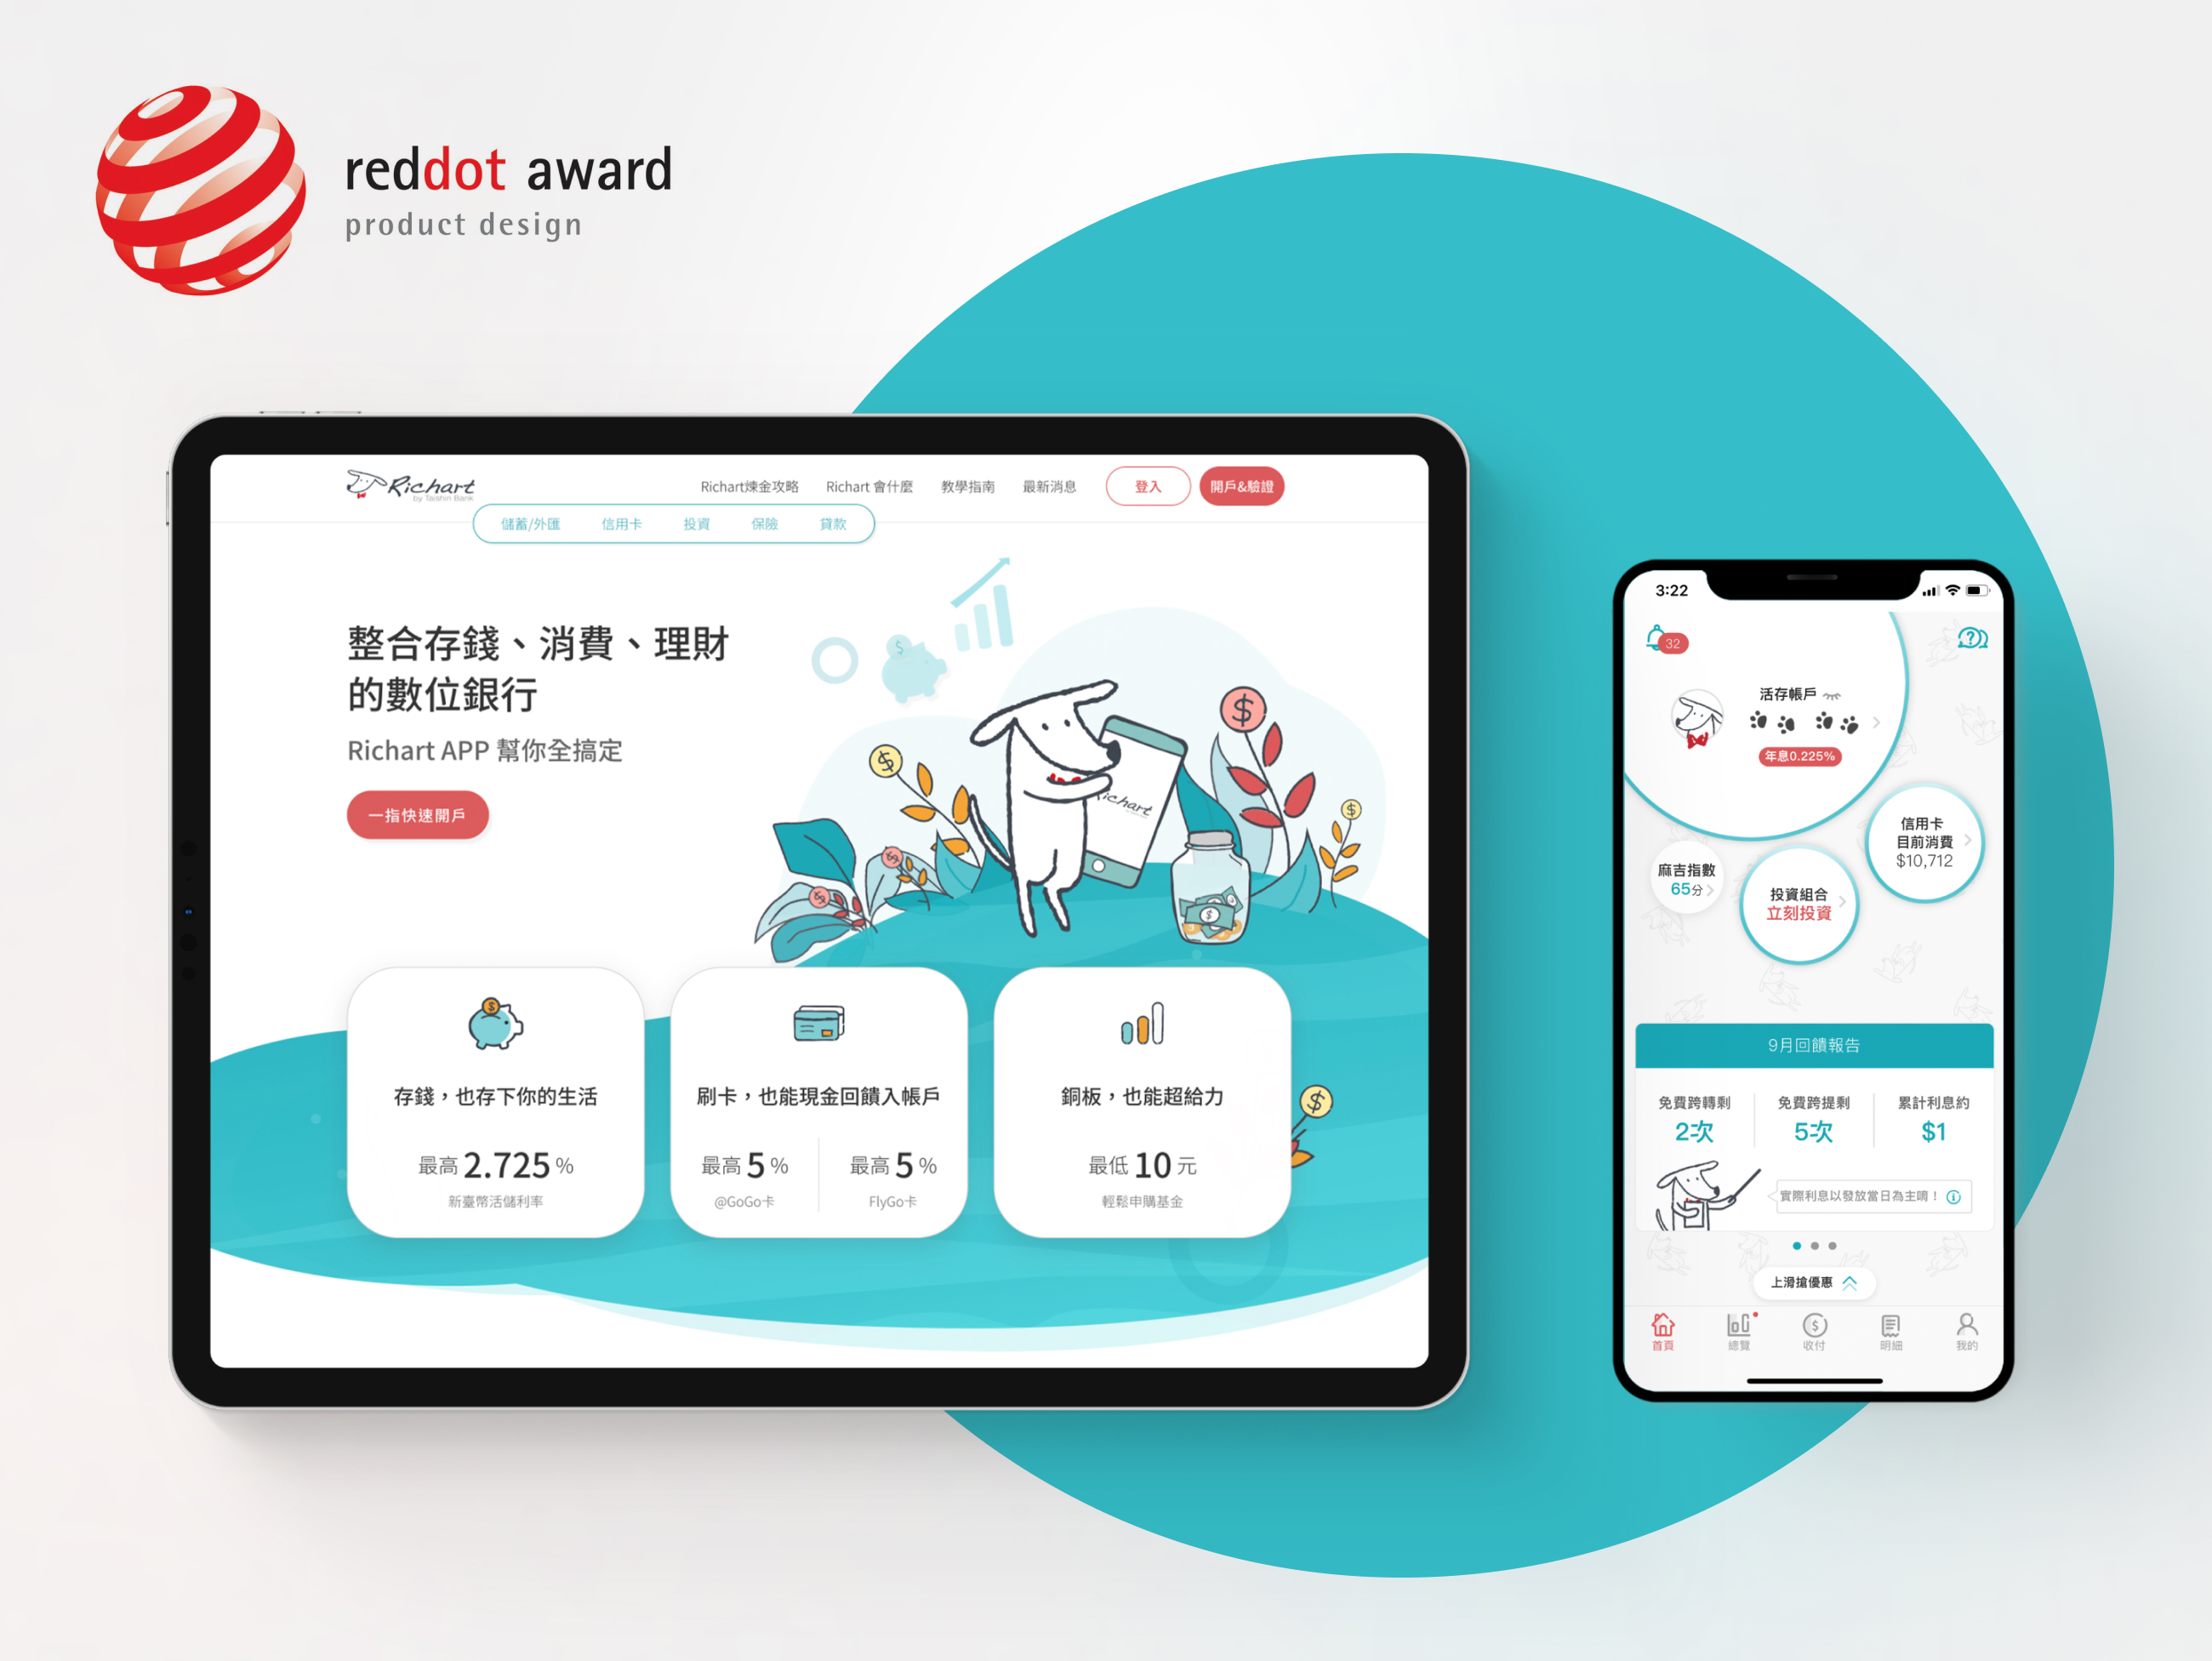 reddot award
product design
Richart
by Taishin Bank
Richart煉金攻略 Richart 會什麼 教學指南 最新消息 登入 開戶&驗證
儲蓄/外匯 信用卡 投資 保險 貸款
整合存錢、消費、理財
的數位銀行
Richart APP 幫你全搞定
一指快速開戶
$
$
$
$
$
$
$
Richart
存錢，也存下你的生活
最高 2.725 %
新臺幣活儲利率
刷卡，也能現金回饋入帳戶
最高 5 % 最高 5 %
@GoGo卡 FlyGo卡
銅板，也能超給力
最低 10 元
輕鬆申購基金
$
3:22
32
活存帳戶
年息0.225%
信用卡
目前消費
$10,712
麻吉指數
65分
投資組合
立刻投資
9月回饋報告
免費跨轉剩 免費跨提剩 累計利息約
2次 5次 $1
實際利息以發放當日為主唷！
上滑搶優惠
首頁 總覽 收付 明細 我的